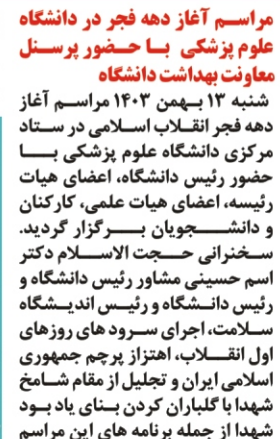 مراسم آغاز دهه فجر در دانشگاه
علوم پزشکی با حضور پرسنل
معاونت بهداشت دانشگاه
شنبه ۱۳ بهمن ۱۴۰۳ مراسم آغاز
دهه فجر انقلاب اسلامی در ستاد
مرکزی دانشگاه علوم پزشکی با
حضور رئیس دانشگاه، اعضای هیات
رئیسه، اعضای هیات علمی، کارکنان
و دانشجویان برگزار گردید.
سخنرانی حجت الاسلام دکتر
اسم حسینی مشاور رئیس دانشگاه و
رئیس دانشگاه و رئیس اندیشگاه
سلامت، اجرای سرود های روزهای
اول انقلاب، اهتزاز پرچم جمهوری
اسلامی ایران و تجلیل از مقام شامخ
شهدا با گلباران کردن بنای یاد بود
شهدا از جمله برنامه های این مراسم